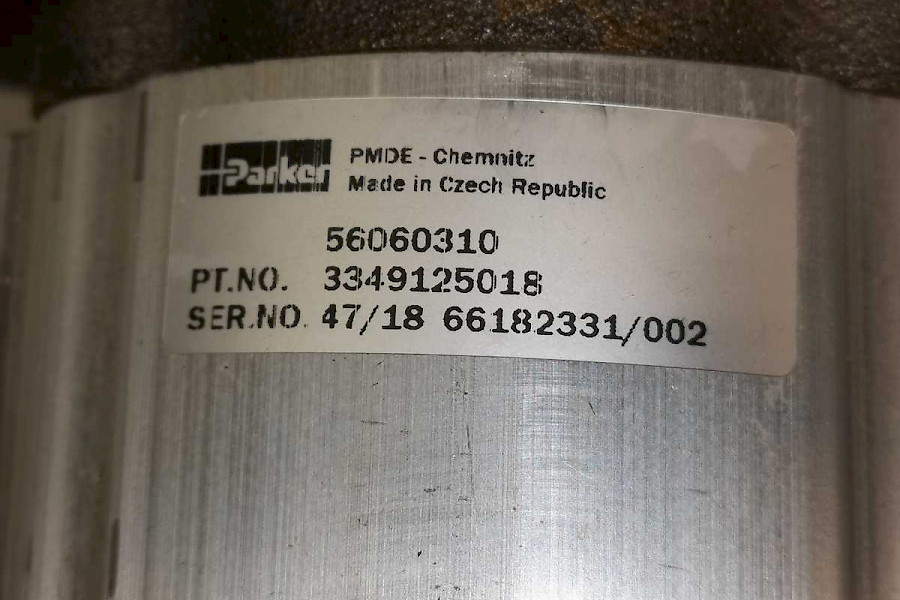 Parker
PMDE - Chemnitz
Made in Czech Republic
56060310
PT.NO. 3349125018
SER.NO. 47/18 66182331/002